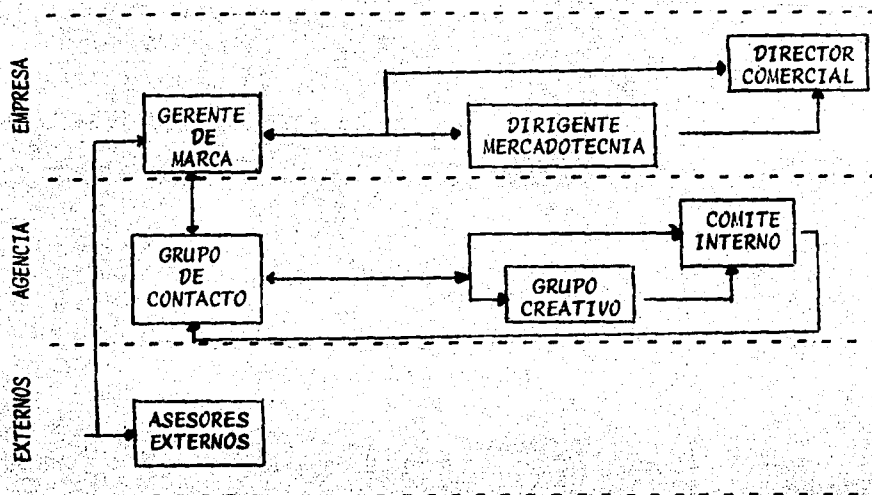 EMPRESA
DIRECTOR
COMERCIAL
GERENTE
DE
MARCA
DIRIGENTE
MERCADOTECNIA
AGENCIA
GRUPO
DE
CONTACTO
COMITE
INTERNO
GRUPO
CREATIVO
EXTERNOS
ASESORES
EXTERNOS